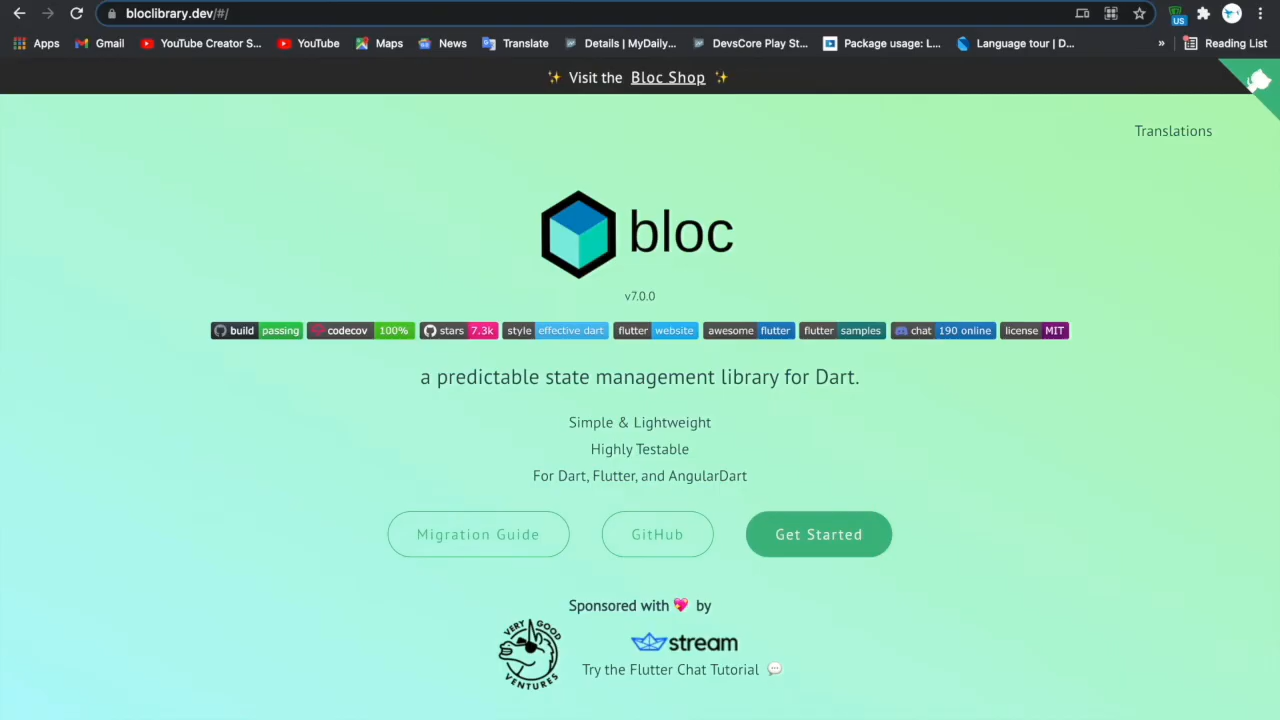 bloclibrary.dev/#/
US
Apps
Gmail
YouTube Creator S...
YouTube
Maps
News
Translate
Details | MyDaily...
DevsCore Play St...
Package usage: L...
Language tour | D...
»
Reading List
✨ Visit the Bloc Shop ✨
Translations
bloc
v7.0.0
build passing
codecov 100%
stars 7.3k
style effective dart
flutter website
awesome flutter
flutter samples
chat 190 online
license MIT
a predictable state management library for Dart.
Simple & Lightweight
Highly Testable
For Dart, Flutter, and AngularDart
Migration Guide
GitHub
Get Started
Sponsored with 💖 by
VERY GOOD
VENTURES
stream
Try the Flutter Chat Tutorial 💬